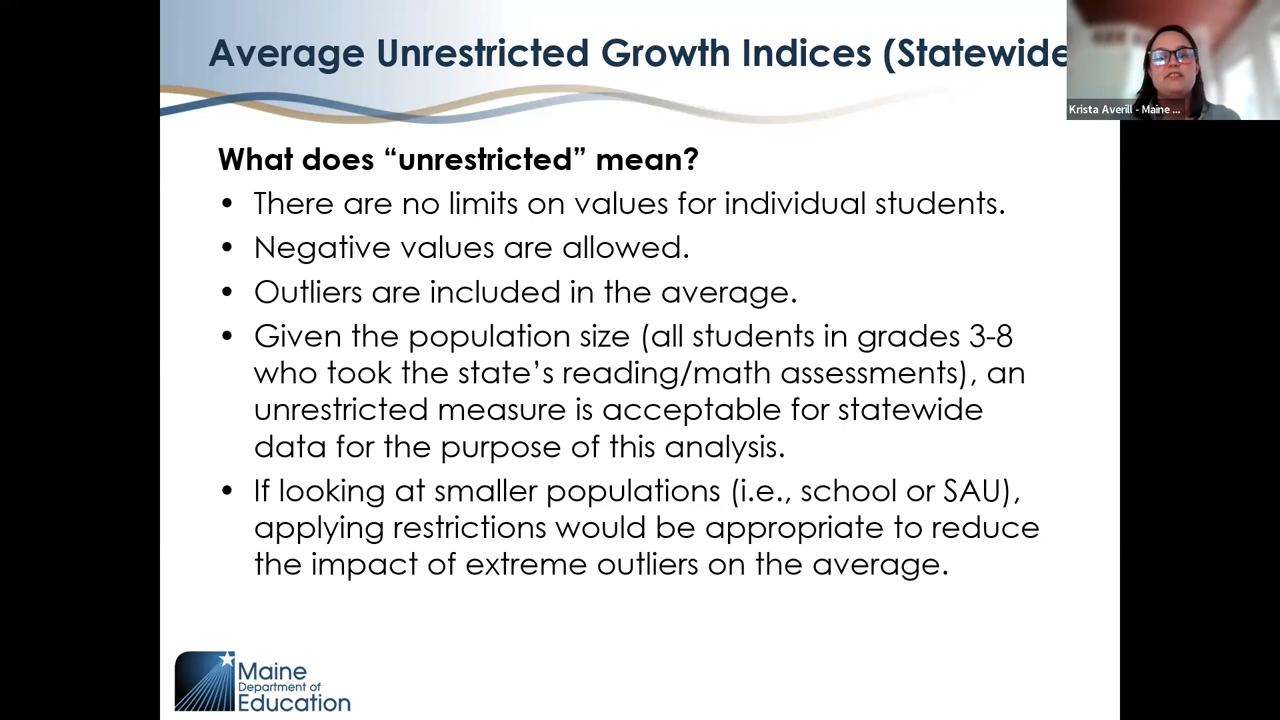 Average Unrestricted Growth Indices (Statewide
Krista Averill - Maine ...
What does “unrestricted” mean?
• There are no limits on values for individual students.
• Negative values are allowed.
• Outliers are included in the average.
• Given the population size (all students in grades 3-8
who took the state’s reading/math assessments), an
unrestricted measure is acceptable for statewide
data for the purpose of this analysis.
• If looking at smaller populations (i.e., school or SAU),
applying restrictions would be appropriate to reduce
the impact of extreme outliers on the average.
Maine
Department of
Education